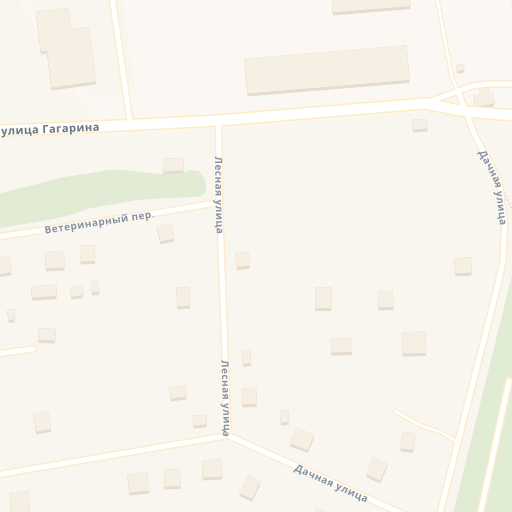 улица Гагарина
Дачная улица
Лесная улица
Ветеринарный пер.
Лесная улица
Дачная улица